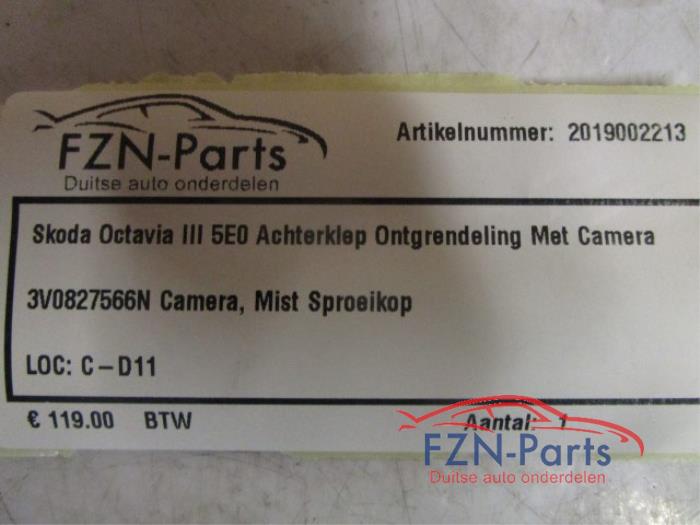 FZN-Parts
Duitse auto onderdelen
Artikelnummer: 2019002213
Skoda Octavia III 5E0 Achterklep Ontgrendeling Met Camera
3V0827566N Camera, Mist Sproeikop
LOC: C-D11
€ 119.00 BTW
Aantal: 1
FZN-Parts
Duitse auto onderdelen